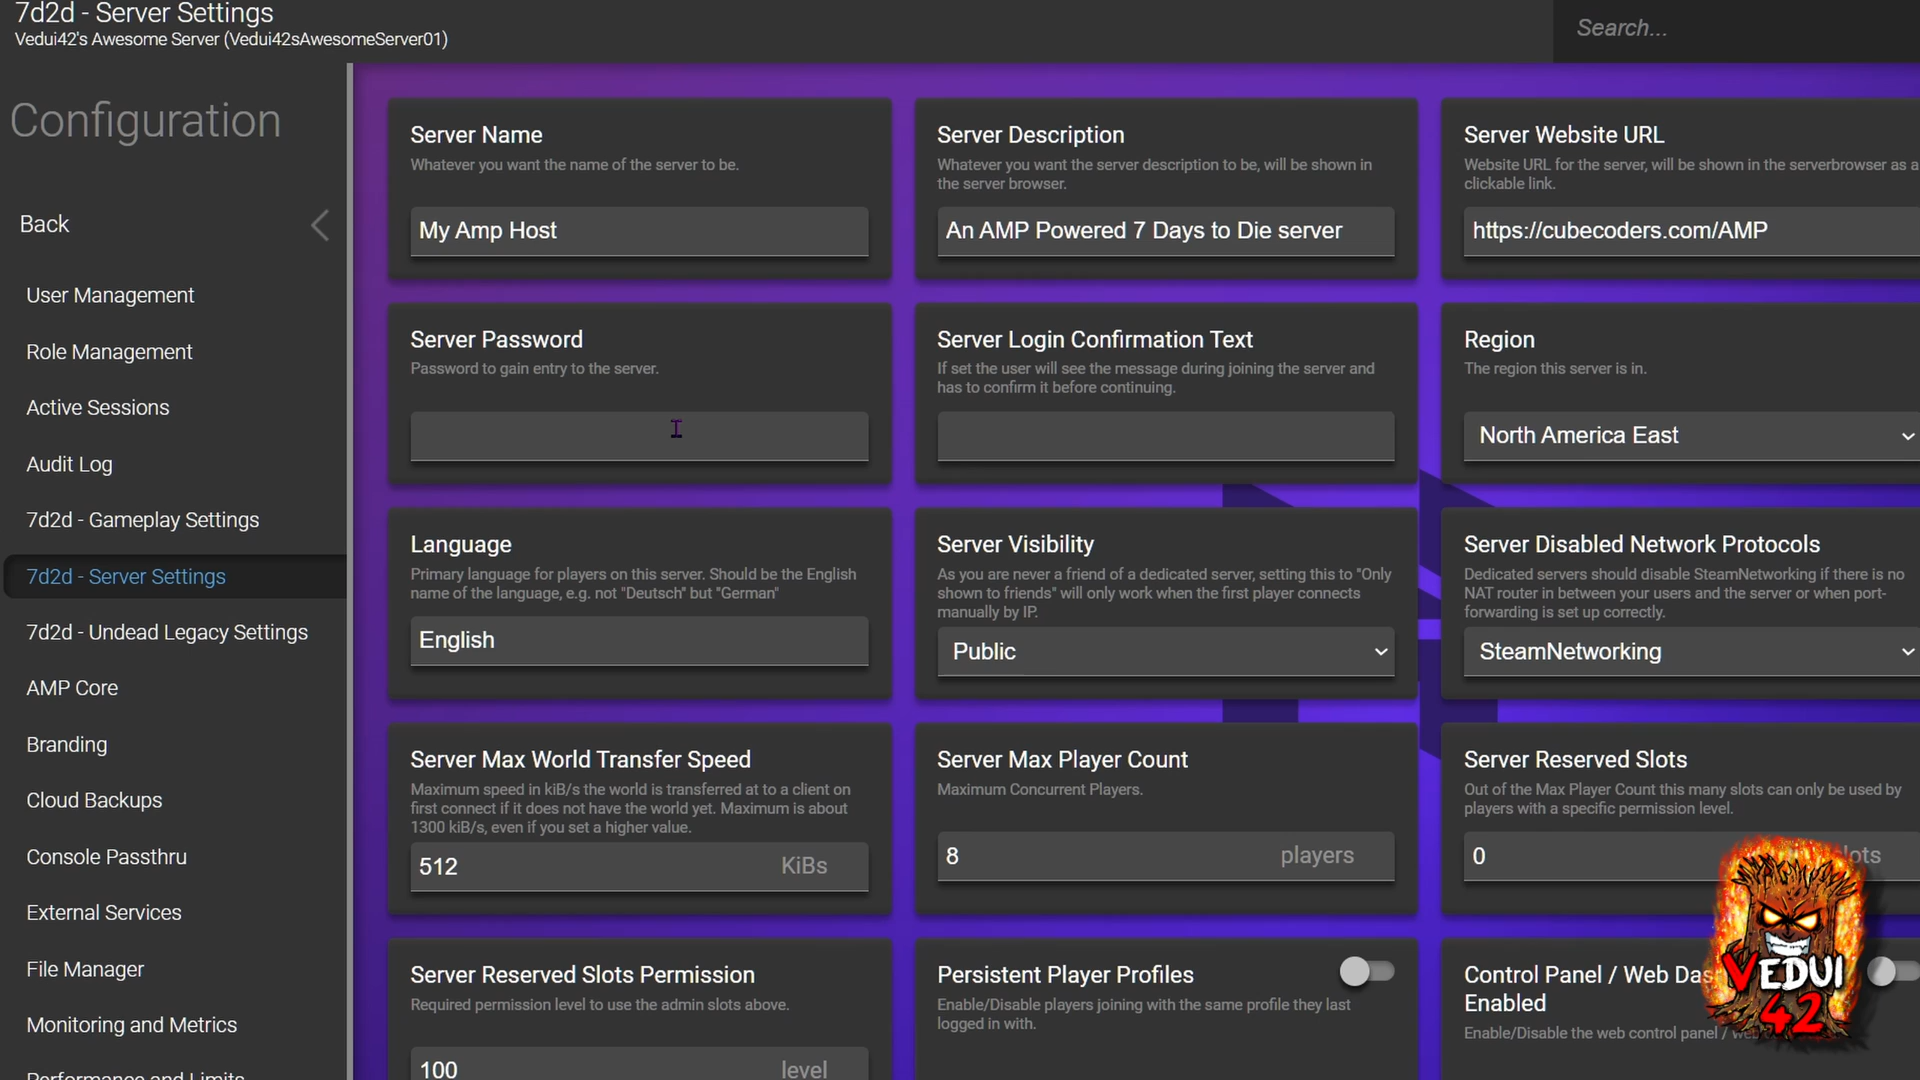 7d2d - Server Settings
Vedui42's Awesome Server (Vedui42sAwesomeServer01)
Search...
Configuration
Back
User Management
Role Management
Active Sessions
Audit Log
7d2d - Gameplay Settings
7d2d - Server Settings
7d2d - Undead Legacy Settings
AMP Core
Branding
Cloud Backups
Console Passthru
External Services
File Manager
Monitoring and Metrics
Performance and Limits
Server Name
Whatever you want the name of the server to be.
My Amp Host
Server Description
Whatever you want the server description to be, will be shown in
the server browser.
An AMP Powered 7 Days to Die server
Server Website URL
Website URL for the server, will be shown in the serverbrowser as a
clickable link.
https://cubecoders.com/AMP
Server Password
Password to gain entry to the server.
Server Login Confirmation Text
If set the user will see the message during joining the server and
has to confirm it before continuing.
Region
The region this server is in.
North America East
Language
Primary language for players on this server. Should be the English
name of the language, e.g. not "Deutsch" but "German"
English
Server Visibility
As you are never a friend of a dedicated server, setting this to "Only
shown to friends" will only work when the first player connects
manually by IP.
Public
Server Disabled Network Protocols
Dedicated servers should disable SteamNetworking if there is no
NAT router in between your users and the server or when port-
forwarding is set up correctly.
SteamNetworking
Server Max World Transfer Speed
Maximum speed in kiB/s the world is transferred at to a client on
first connect if it does not have the world yet. Maximum is about
1300 kiB/s, even if you set a higher value.
512 KiBs
Server Max Player Count
Maximum Concurrent Players.
8 players
Server Reserved Slots
Out of the Max Player Count this many slots can only be used by
players with a specific permission level.
0
Server Reserved Slots Permission
Required permission level to use the admin slots above.
100 level
Persistent Player Profiles
Enable/Disable players joining with the same profile they last
logged in with.
Control Panel / Web
Enabled
Enable/Disable the web control panel /
VEDUI
42